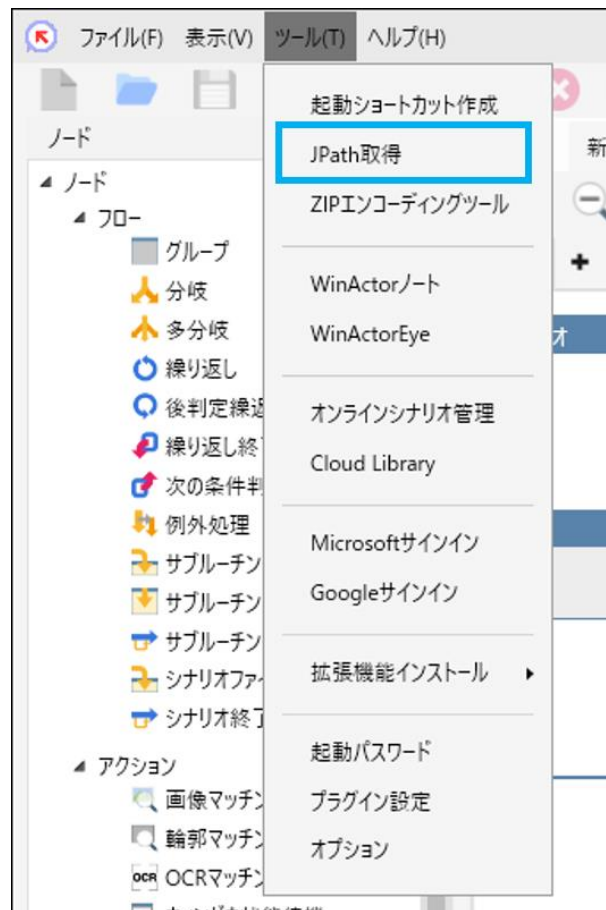 ファイル(F) 表示(V) ツール(T) ヘルプ(H)
起動ショートカット作成
JPath取得
ZIPエンコーディングツール
WinActorノート
WinActorEye
オンラインシナリオ管理
Cloud Library
Microsoftサインイン
Googleサインイン
拡張機能インストール
起動パスワード
プラグイン設定
オプション
ノード
ノード
フロー
グループ
分岐
多分岐
繰り返し
後判定繰返
繰り返し終
次の条件判
例外処理
サブルーチン
サブルーチン
サブルーチン
シナリオファイ
シナリオ終了
アクション
画像マッチン
輪郭マッチン
OCR OCRマッチン
新
オ